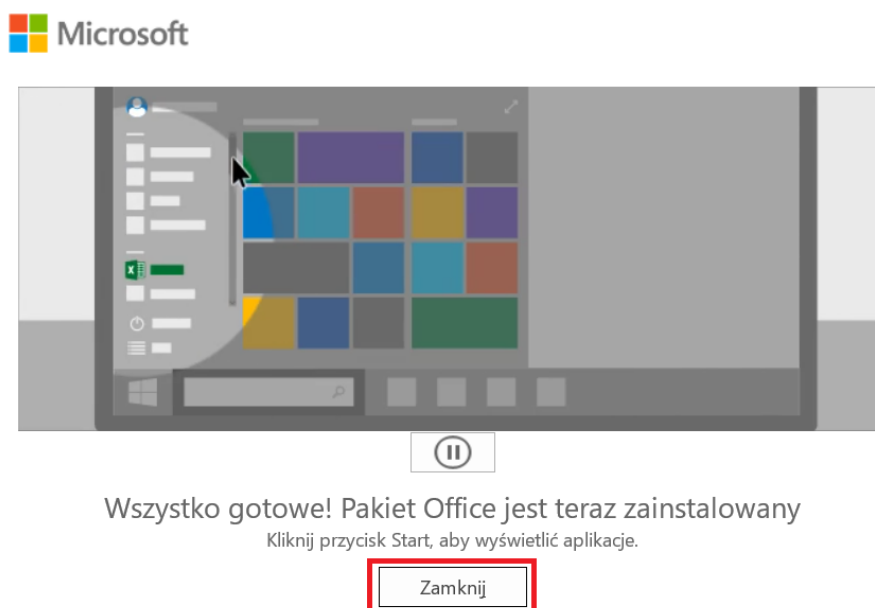 Microsoft
Wszystko gotowe! Pakiet Office jest teraz zainstalowany
Kliknij przycisk Start, aby wyświetlić aplikacje.
Zamknij